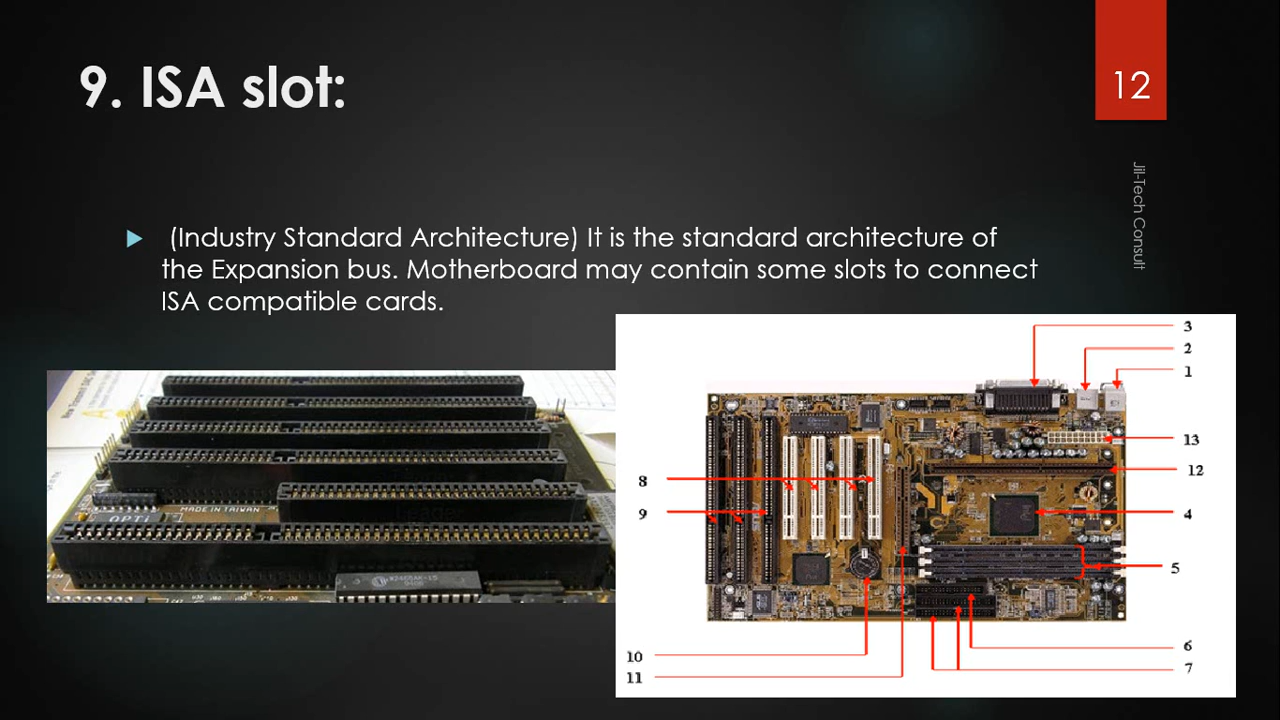 9. ISA slot:
12
Jil-Tech Consult
(Industry Standard Architecture) It is the standard architecture of
the Expansion bus. Motherboard may contain some slots to connect
ISA compatible cards.
MADE IN TAIWAN
OPTi
3
2
1
13
12
4
5
6
7
8
9
10
11